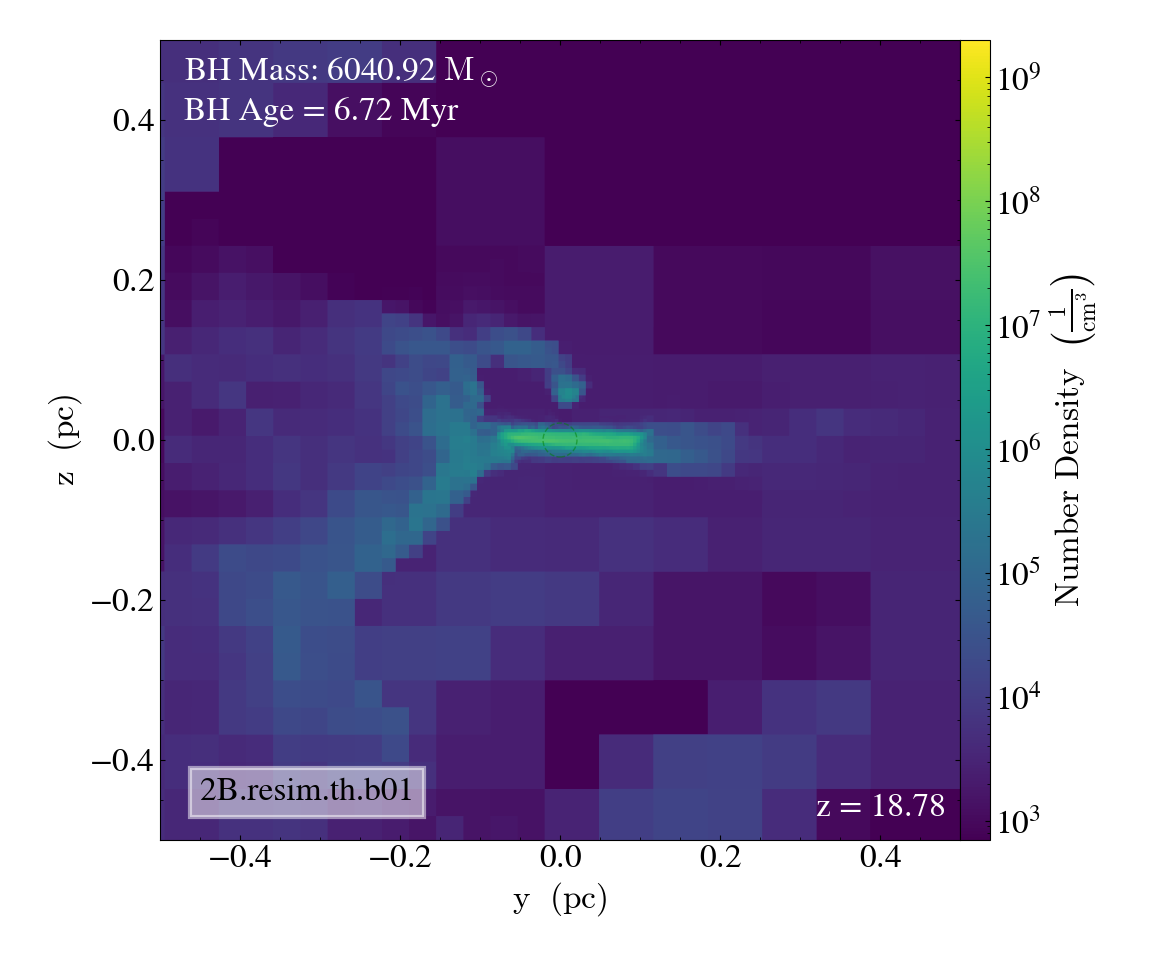 BH Mass: 6040.92 M⊙
BH Age = 6.72 Myr
0.4
0.2
0.0
−0.2
−0.4
z (pc)
2B.resim.th.b01
z = 18.78
−0.4 −0.2 0.0 0.2 0.4
y (pc)
10⁹
10⁸
10⁷
10⁶
10⁵
10⁴
10³
Number Density (1/cm³)